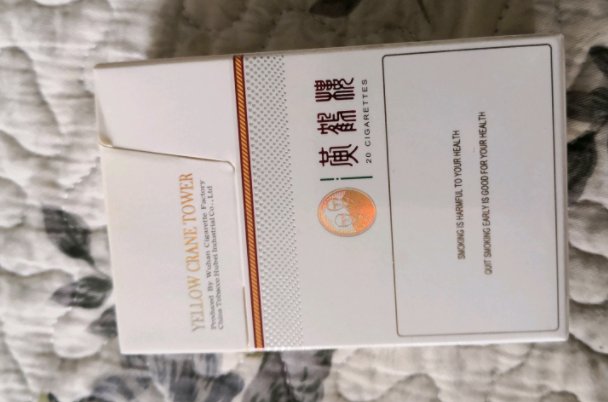 YELLOW CRANE TOWER
Produced By Wuhan Cigarette Factory
China Tobacco Hubei Industrial Co., Ltd
黄鹤楼
20 CIGARETTES
SMOKING IS HARMFUL TO YOUR HEALTH
QUIT SMOKING EARLY IS GOOD FOR YOUR HEALTH